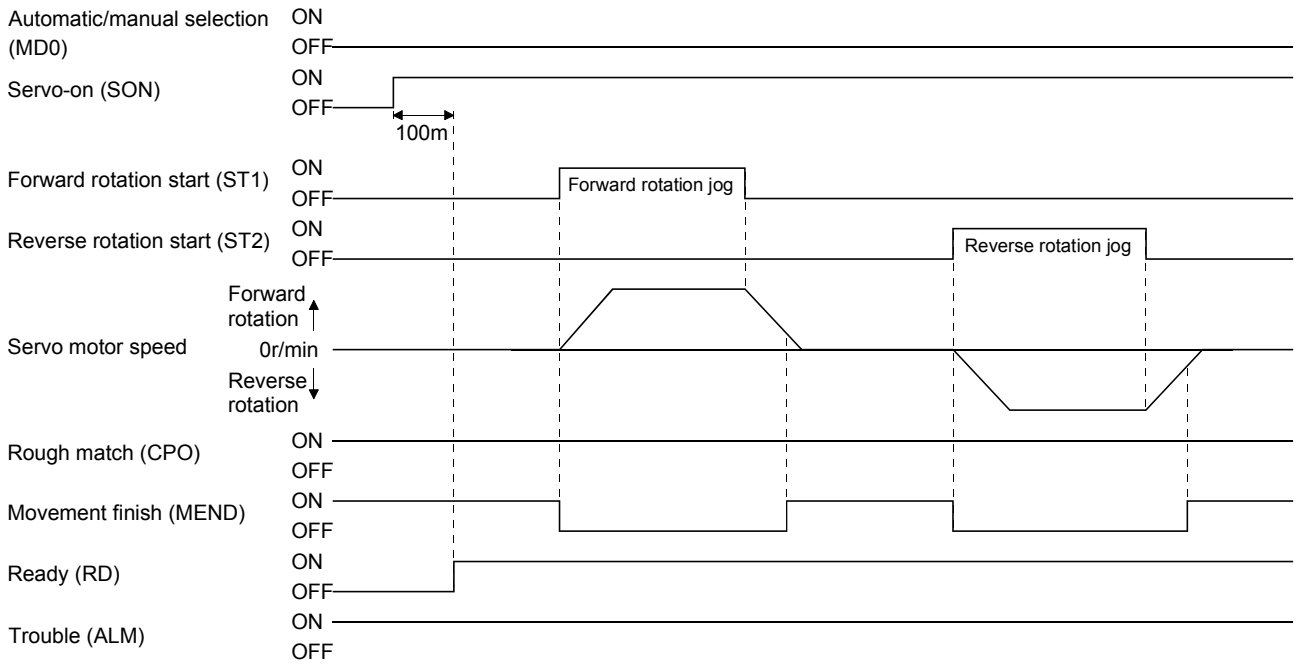 Automatic/manual selection
(MD0)
ON
OFF
Servo-on (SON)
ON
OFF
100m
Forward rotation start (ST1)
ON
OFF
Forward rotation jog
Reverse rotation start (ST2)
ON
OFF
Reverse rotation jog
Servo motor speed
Forward
rotation
0r/min
Reverse
rotation
Rough match (CPO)
ON
OFF
Movement finish (MEND)
ON
OFF
Ready (RD)
ON
OFF
Trouble (ALM)
ON
OFF